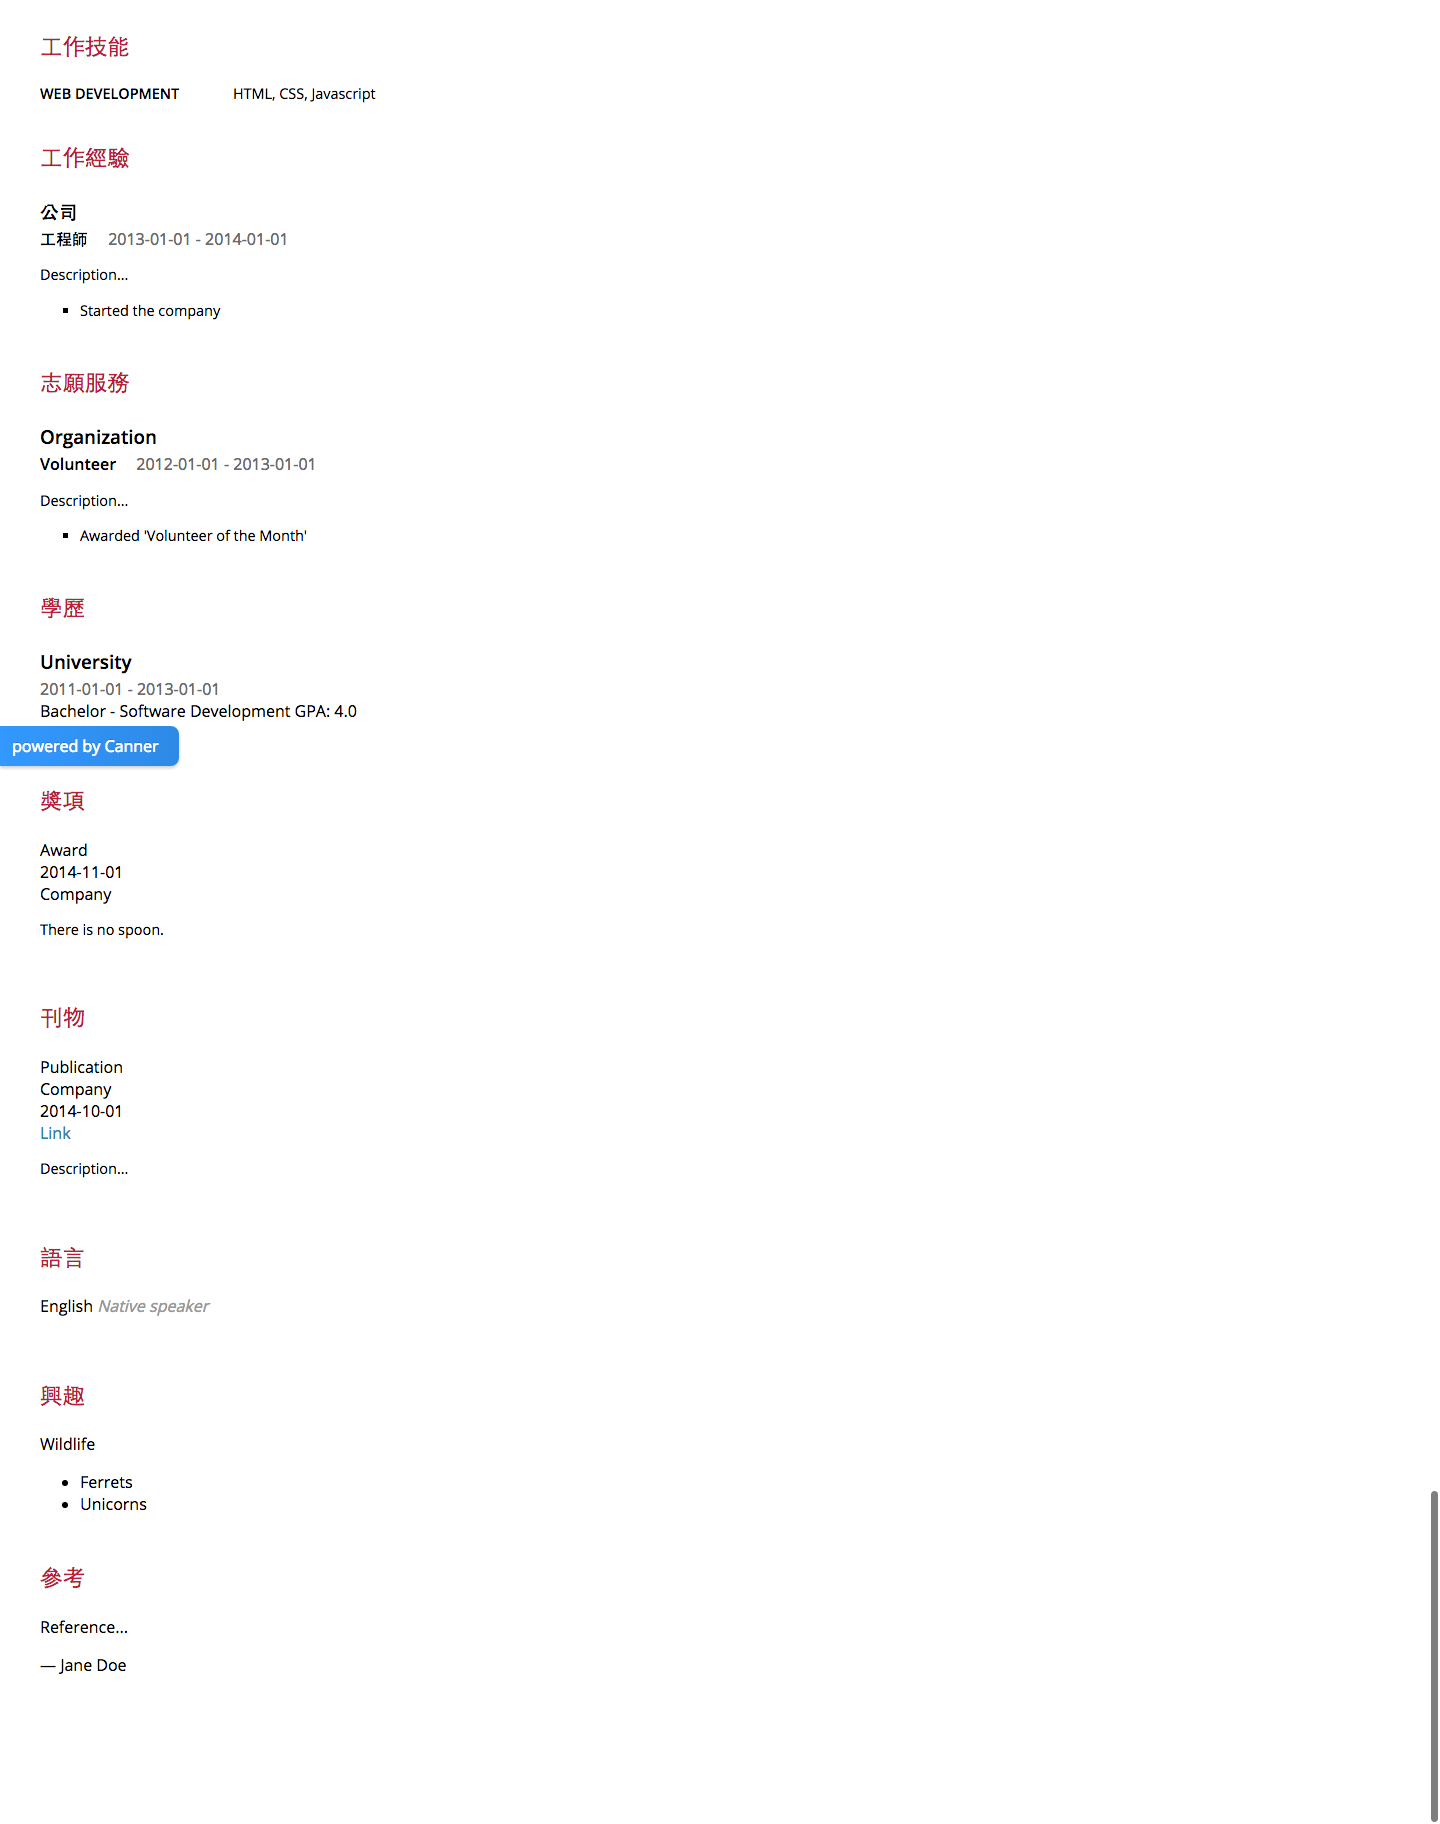 工作技能
WEB DEVELOPMENT HTML, CSS, Javascript
工作經驗
公司
工程師 2013-01-01 - 2014-01-01
Description...
Started the company
志願服務
Organization
Volunteer 2012-01-01 - 2013-01-01
Description...
Awarded 'Volunteer of the Month'
學歷
University
2011-01-01 - 2013-01-01
Bachelor - Software Development GPA: 4.0
powered by Canner
獎項
Award
2014-11-01
Company
There is no spoon.
刊物
Publication
Company
2014-10-01
Link
Description...
語言
English Native speaker
興趣
Wildlife
Ferrets
Unicorns
參考
Reference...
— Jane Doe